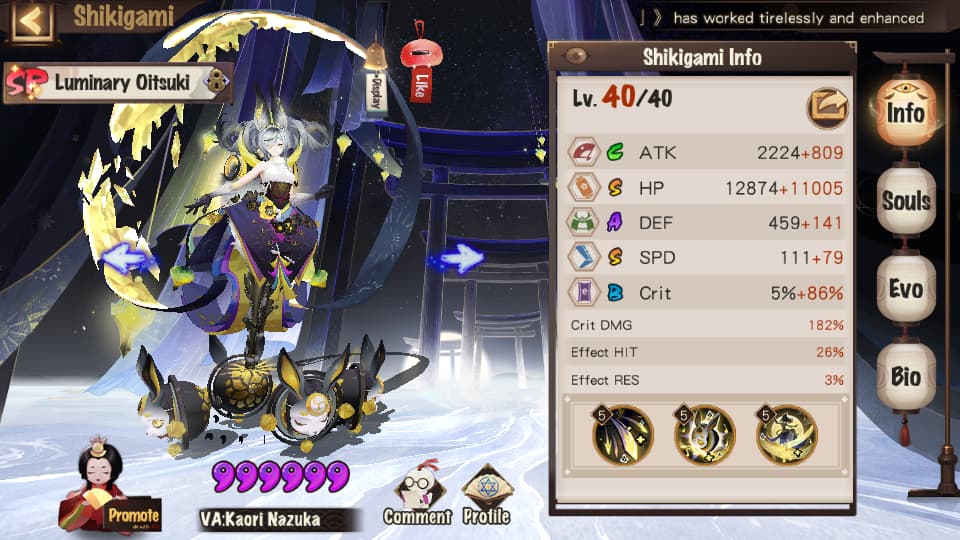 Shikigami
】 》 has worked tirelessly and enhanced
SP Luminary Oitsuki
Display
Like
Shikigami Info
Lv. 40/40
C ATK 2224+809
S HP 12874+11005
A DEF 459+141
S SPD 111+79
B Crit 5%+86%
Crit DMG 182%
Effect HIT 26%
Effect RES 3%
5 5 5
Info
Souls
Evo
Bio
999999
Promote
VA:Kaori Nazuka
Comment
Profile